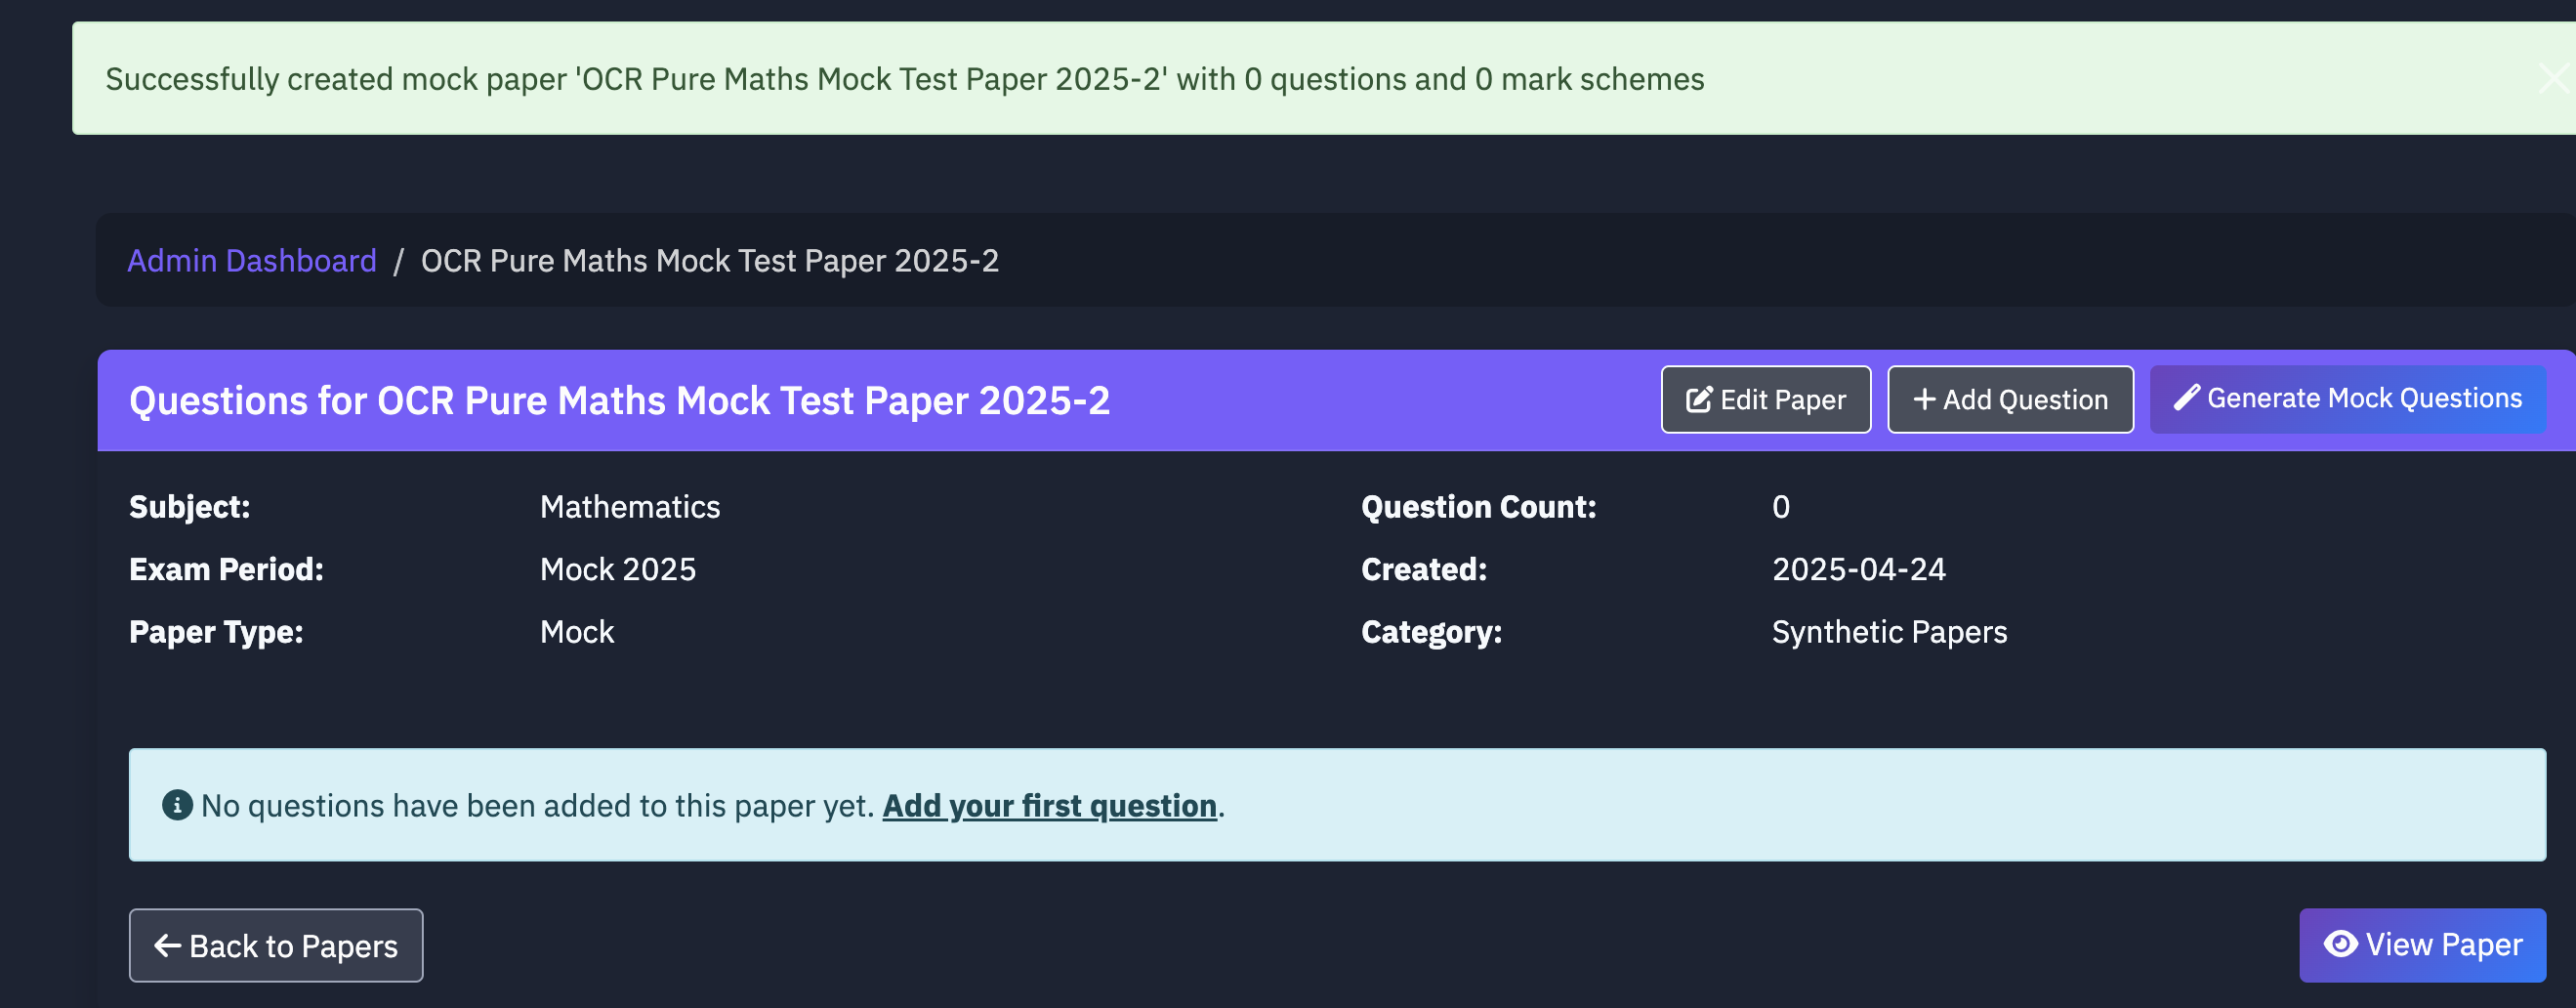 Successfully created mock paper 'OCR Pure Maths Mock Test Paper 2025-2' with 0 questions and 0 mark schemes
Admin Dashboard / OCR Pure Maths Mock Test Paper 2025-2
Questions for OCR Pure Maths Mock Test Paper 2025-2
Edit Paper
Add Question
Generate Mock Questions
Subject: Mathematics
Question Count: 0
Exam Period: Mock 2025
Created: 2025-04-24
Paper Type: Mock
Category: Synthetic Papers
No questions have been added to this paper yet. Add your first question.
Back to Papers
View Paper